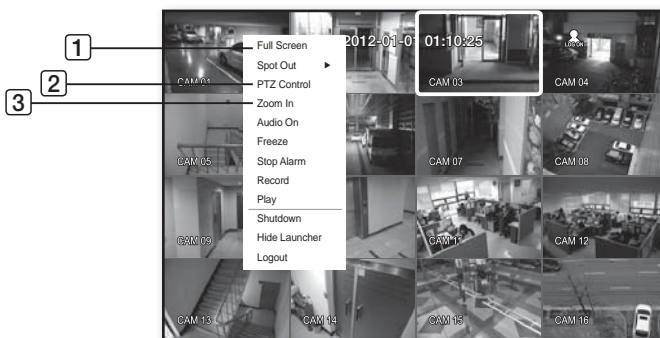 1
2
3
Full Screen
Spot Out
PTZ Control
Zoom In
Audio On
Freeze
Stop Alarm
Record
Play
Shutdown
Hide Launcher
Logout
2012-01-01 01:10:25
LOG ON
CAM 01
CAM 03
CAM 04
CAM 05
CAM 07
CAM 08
CAM 09
CAM 11
CAM 12
CAM 13
CAM 14
CAM 15
CAM 16